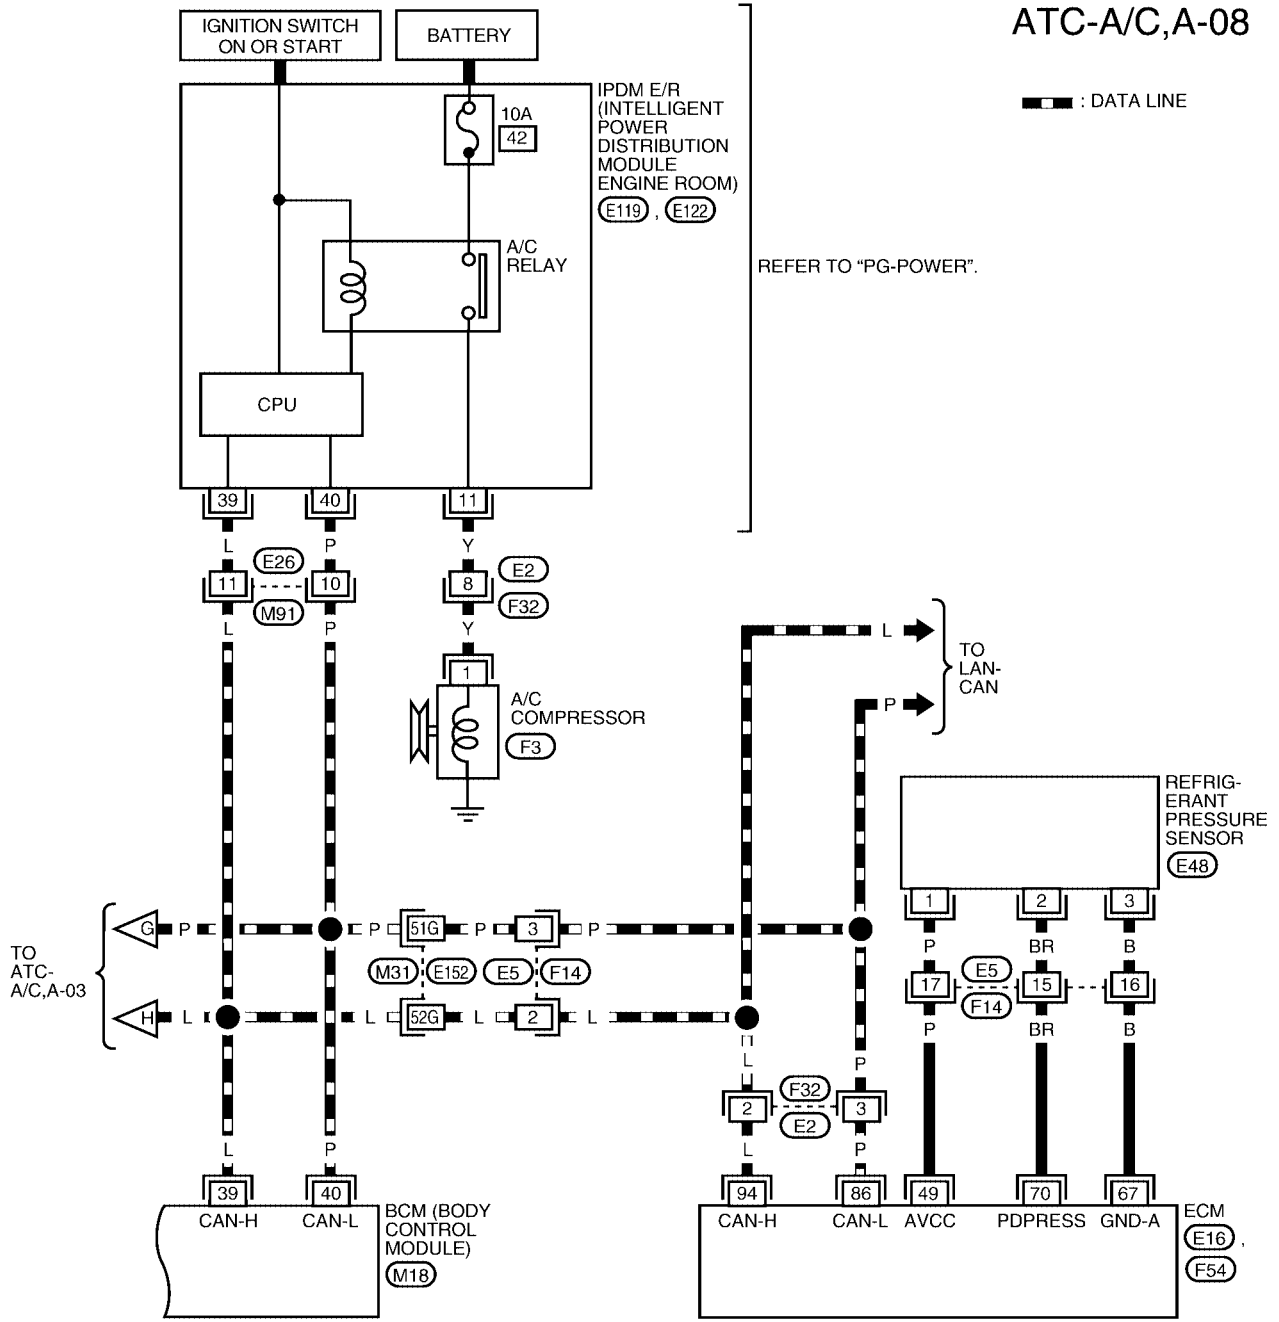 ATC-A/C,A-08
IGNITION SWITCH
ON OR START
BATTERY
: DATA LINE
IPDM E/R
(INTELLIGENT
POWER
DISTRIBUTION
MODULE
ENGINE ROOM)
E119 , E122
10A
42
A/C
RELAY
REFER TO “PG-POWER”.
CPU
39 40 11
L P Y
E26 E2
11 10 8
M91 F32
L P Y
1
A/C
COMPRESSOR
F3
L
P
TO
LAN-
CAN
REFRIG-
ERANT
PRESSURE
SENSOR
E48
1 2 3
P BR B
E5
17 15 16
F14
P BR B
TO
ATC-
A/C,A-03
G P P 51G P 3 P
M31 E152 E5 F14
H L L 52G L 2 L
L P
F32
2 3
E2
L P L P
39 40 94 86 49 70 67
CAN-H CAN-L CAN-H CAN-L AVCC PDPRESS GND-A
BCM (BODY
CONTROL
MODULE)
M18
ECM
E16 ,
F54